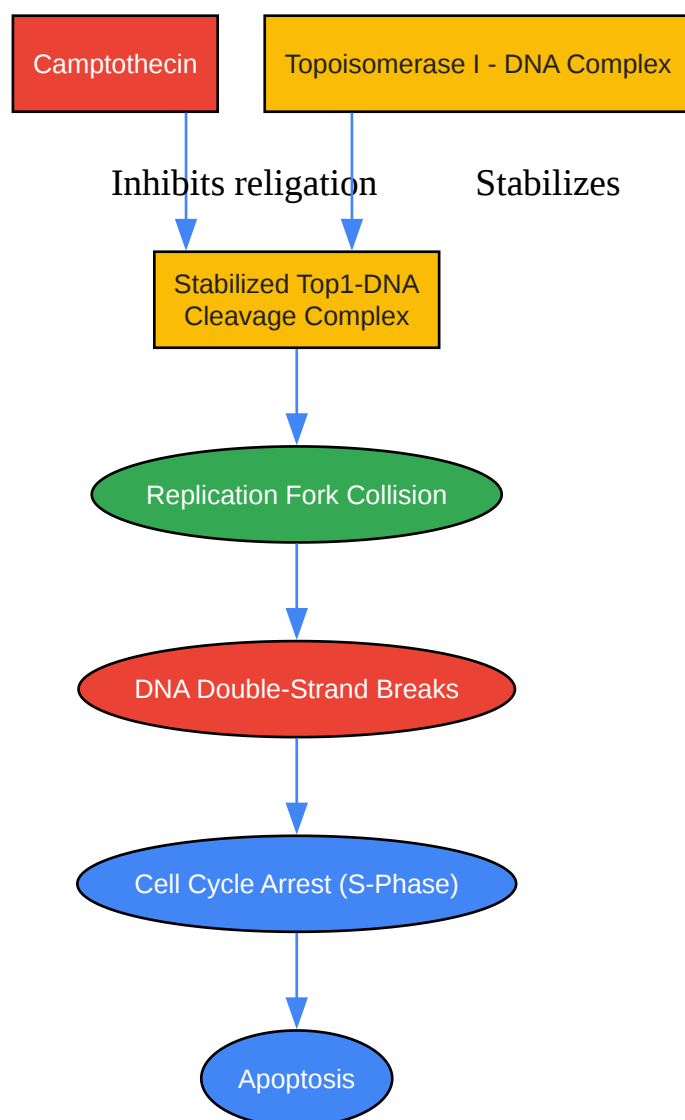 Camptothecin
Topoisomerase I - DNA Complex
Inhibits religation
Stabilizes
Stabilized Top1-DNA
Cleavage Complex
Replication Fork Collision
DNA Double-Strand Breaks
Cell Cycle Arrest (S-Phase)
Apoptosis